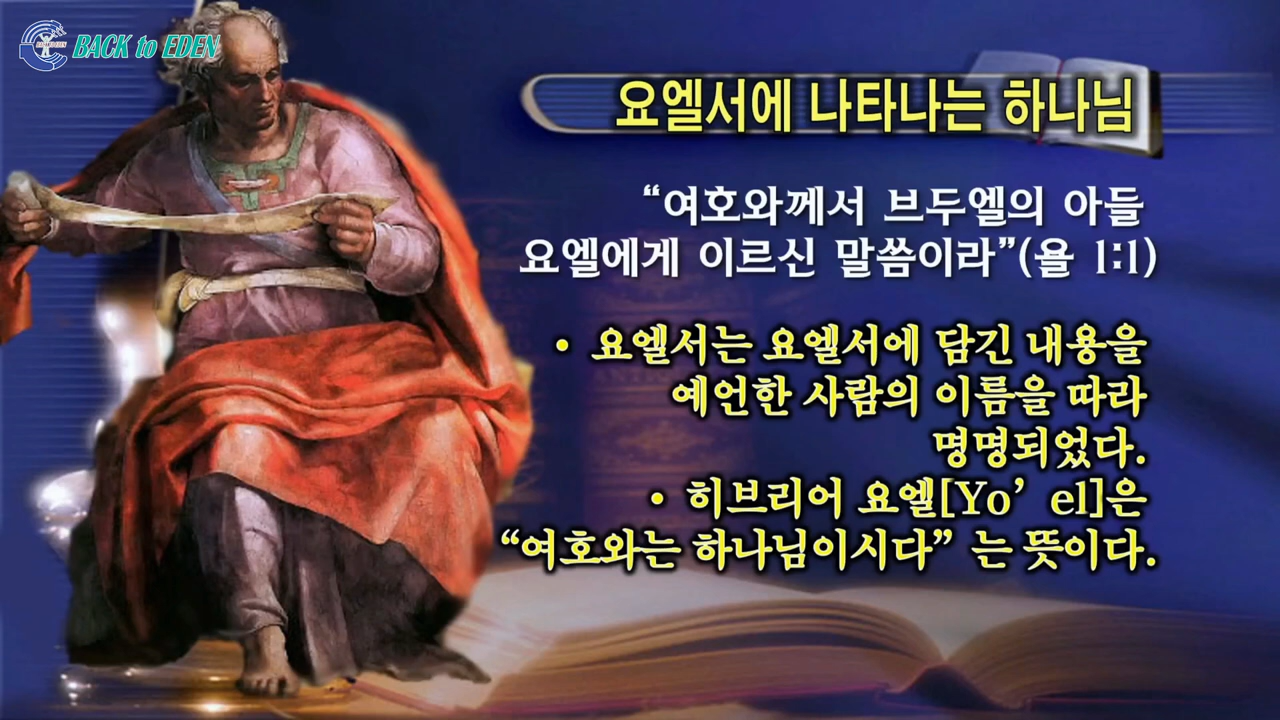 BACK to EDEN
요엘서에 나타나는 하나님
“여호와께서 브두엘의 아들
요엘에게 이르신 말씀이라”(욜 1:1)
• 요엘서는 요엘서에 담긴 내용을
예언한 사람의 이름을 따라
명명되었다.
• 히브리어 요엘[Yo’ el]은
“여호와는 하나님이시다” 는 뜻이다.